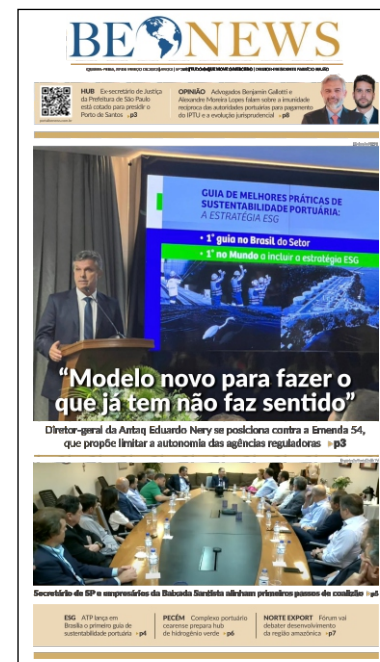 BE NEWS
HUB Ex-secretário de Justiça
da Prefeitura de São Paulo
está cotado para presidir o
Porto de Santos ▸p3
OPINIÃO Advogados Benjamin Gallotti e
Alexandre Moreira Lopes falam sobre a imunidade
recíproca das autoridades portuárias para pagamento
do IPTU e a evolução jurisprudencial ▸p8
GUIA DE MELHORES PRÁTICAS DE
SUSTENTABILIDADE PORTUÁRIA:
A ESTRATÉGIA ESG
• 1º guia no Brasil do Setor
• 1º no Mundo a incluir a estratégia ESG
“Modelo novo para fazer o
que já tem não faz sentido”
Diretor-geral da Antaq Eduardo Nery se posiciona contra a Emenda 54,
que propõe limitar a autonomia das agências reguladoras ▸p3
Secretário de SP e empresários da Baixada Santista alinham primeiros passos de coalizão ▸p5
ESG ATP lança em
Brasília o primeiro guia de
sustentabilidade portuária ▸p4
PECÉM Complexo portuário
cearense prepara hub
de hidrogênio verde ▸p6
NORTE EXPORT Fórum vai
debater desenvolvimento
da região amazônica ▸p7